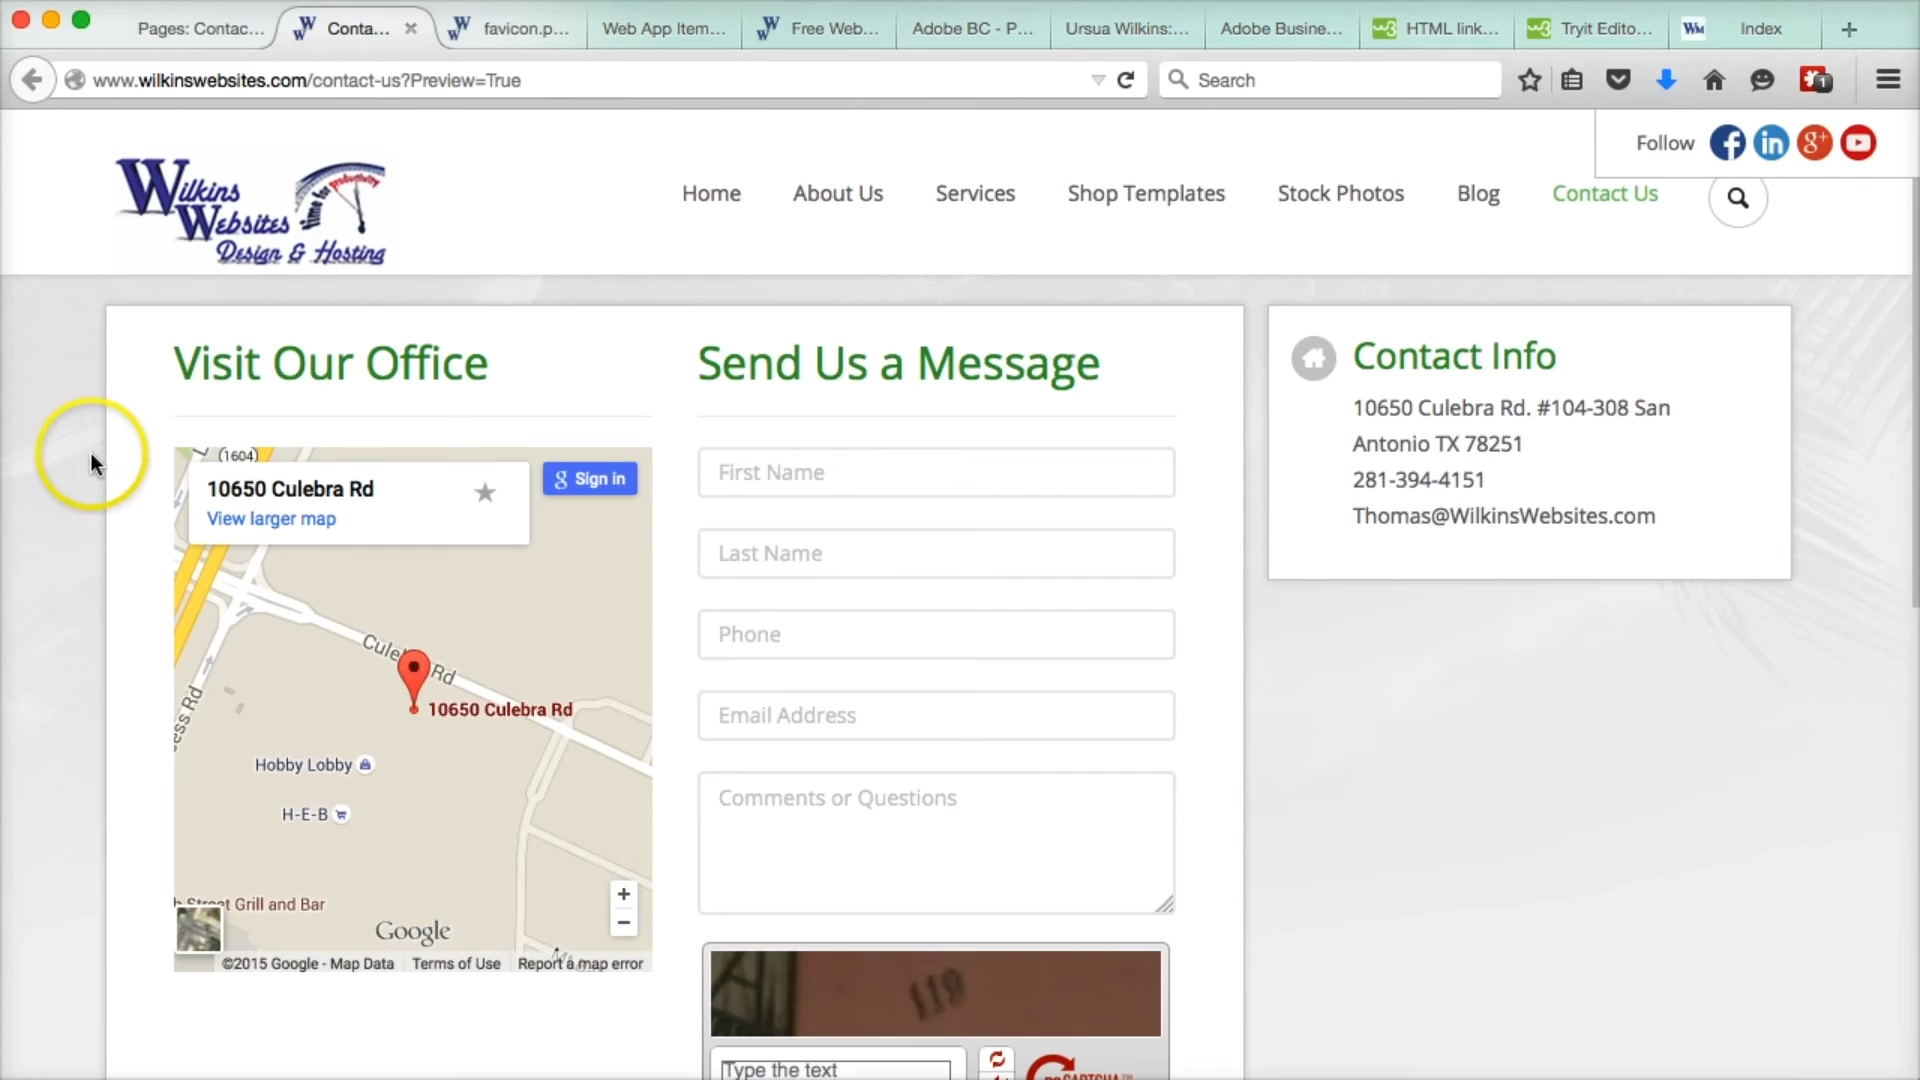 Pages: Contac...
Conta...
favicon.p...
Web App Item...
Free Web...
Adobe BC - P...
Ursua Wilkins:...
Adobe Busine...
HTML link...
Tryit Edito...
Index
www.wilkinswebsites.com/contact-us?Preview=True
Search
1
Follow
Wilkins
Websites
Design & Hosting
time for productivity
Home
About Us
Services
Shop Templates
Stock Photos
Blog
Contact Us
Visit Our Office
(1604)
10650 Culebra Rd
View larger map
Sign in
10650 Culebra Rd
Hobby Lobby
H-E-B
Street Grill and Bar
Google
©2015 Google - Map Data
Terms of Use
Report a map error
Send Us a Message
First Name
Last Name
Phone
Email Address
Comments or Questions
119
Type the text
Contact Info
10650 Culebra Rd. #104-308 San
Antonio TX 78251
281-394-4151
Thomas@WilkinsWebsites.com